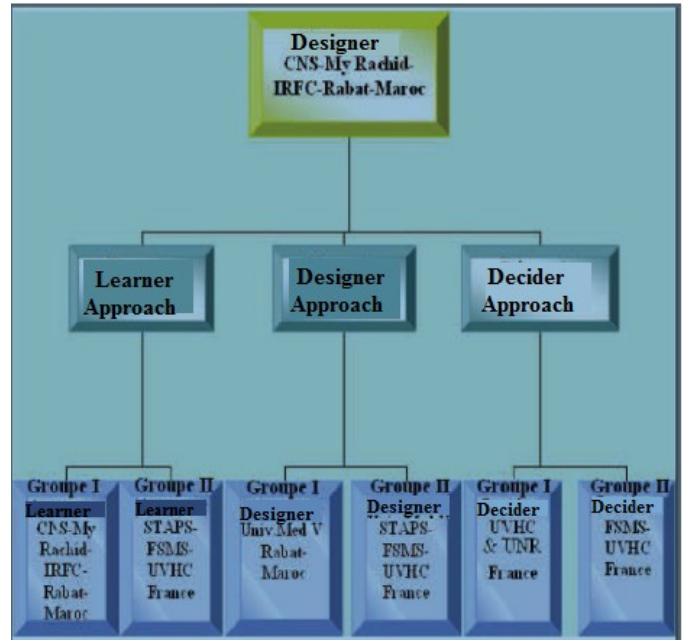 Designer
CNS-My Rachid-
IRFC-Rabat-Maroc
Learner
Approach
Designer
Approach
Decider
Approach
Groupe I
Learner
CNS-My
Rachid-
IRFC-
Rabat-
Maroc
Groupe II
Learner
STAPS-
FSMS-
UVHC
France
Groupe I
Designer
Univ.Med V
Rabat-
Maroc
Groupe II
Designer
STAPS-
FSMS-
UVHC
France
Groupe I
Decider
UVHC
& UNR
France
Groupe II
Decider
FSMS-
UVHC
France